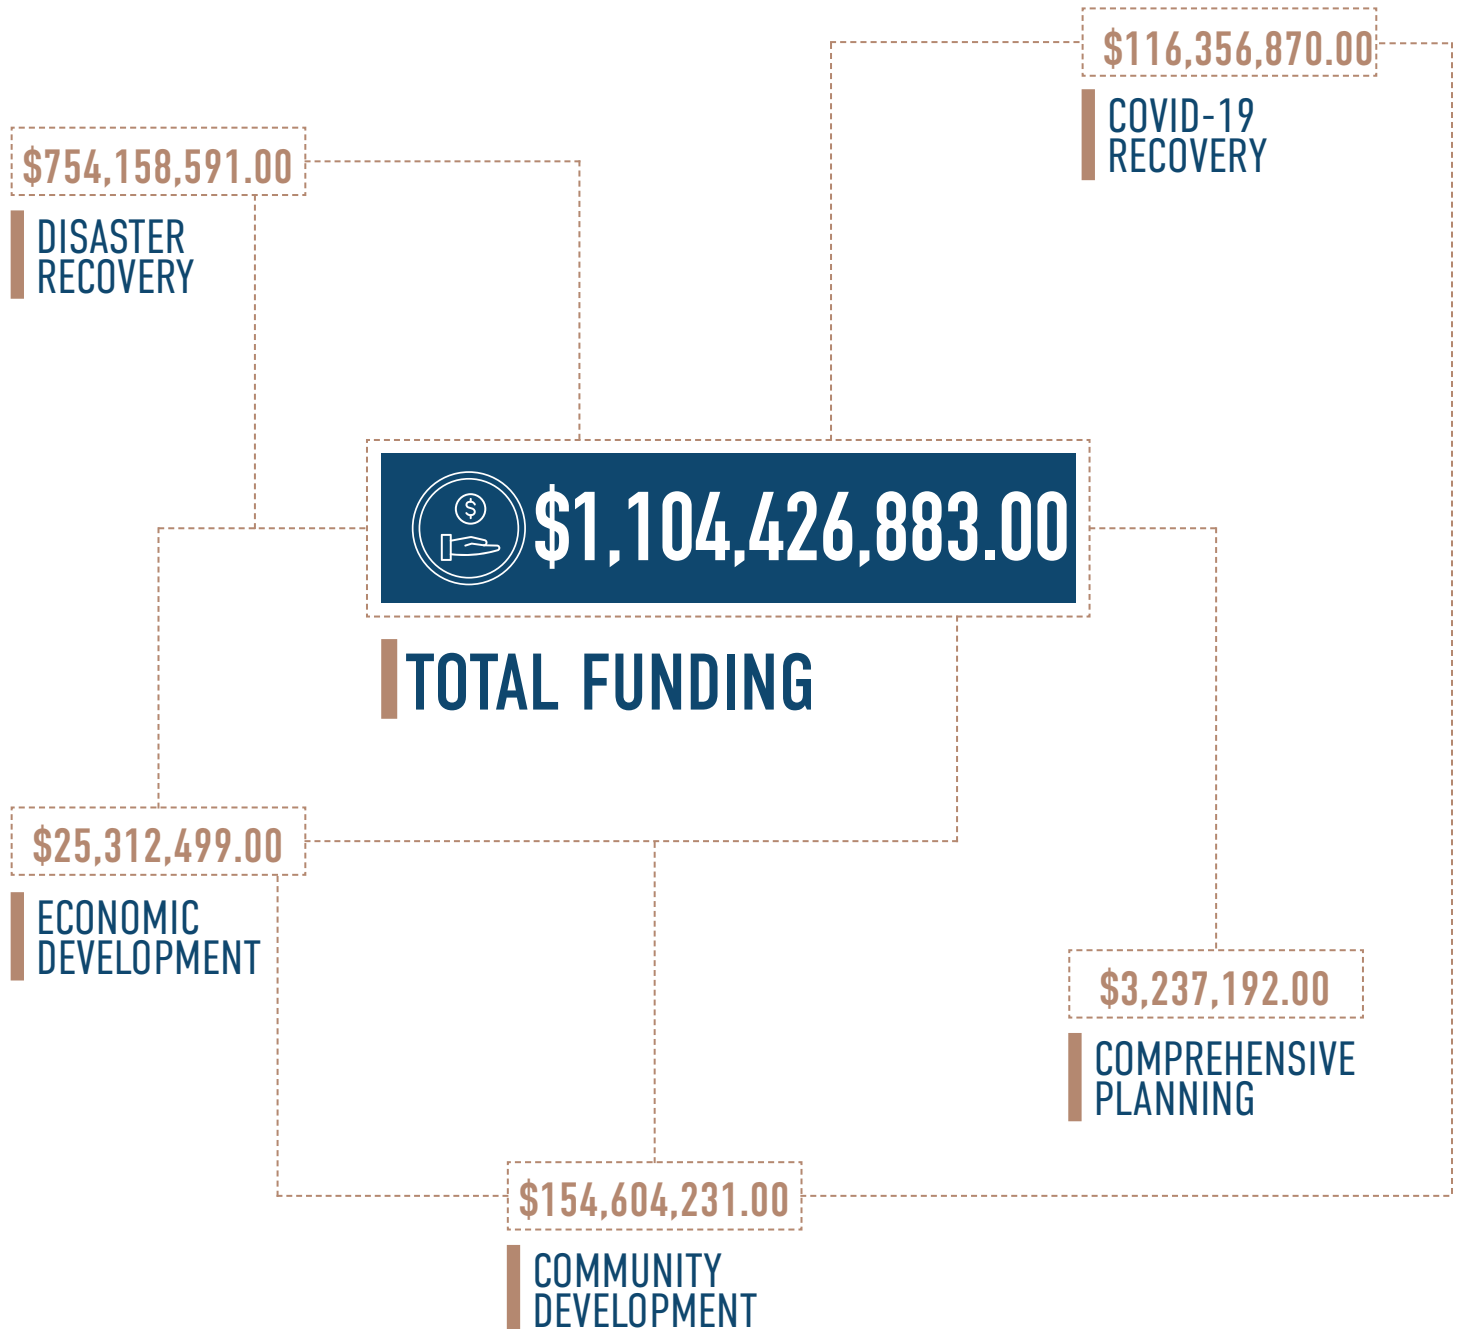 $116,356,870.00
COVID-19
RECOVERY
$754,158,591.00
DISASTER
RECOVERY
$
$1,104,426,883.00
TOTAL FUNDING
$25,312,499.00
ECONOMIC
DEVELOPMENT
$3,237,192.00
COMPREHENSIVE
PLANNING
$154,604,231.00
COMMUNITY
DEVELOPMENT